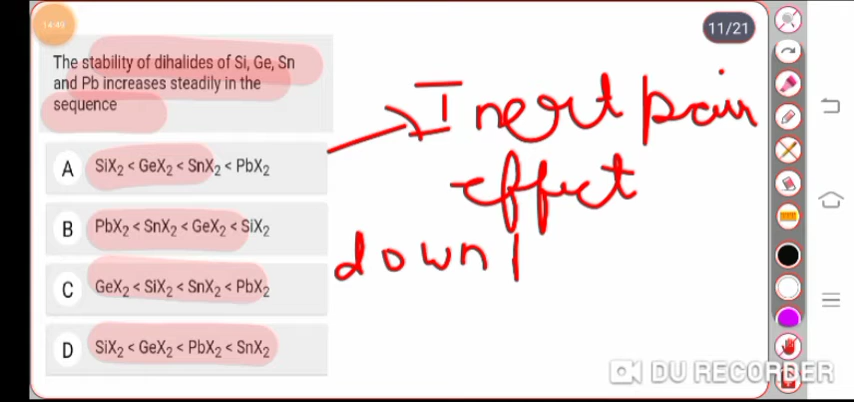 14:49
11/21
The stability of dihalides of Si, Ge, Sn
and Pb increases steadily in the
sequence
A SiX₂ < GeX₂ < SnX₂ < PbX₂
B PbX₂ < SnX₂ < GeX₂ < SiX₂
C GeX₂ < SiX₂ < SnX₂ < PbX₂
D SiX₂ < GeX₂ < PbX₂ < SnX₂
Inert pair
effect
down
DU RECORDER